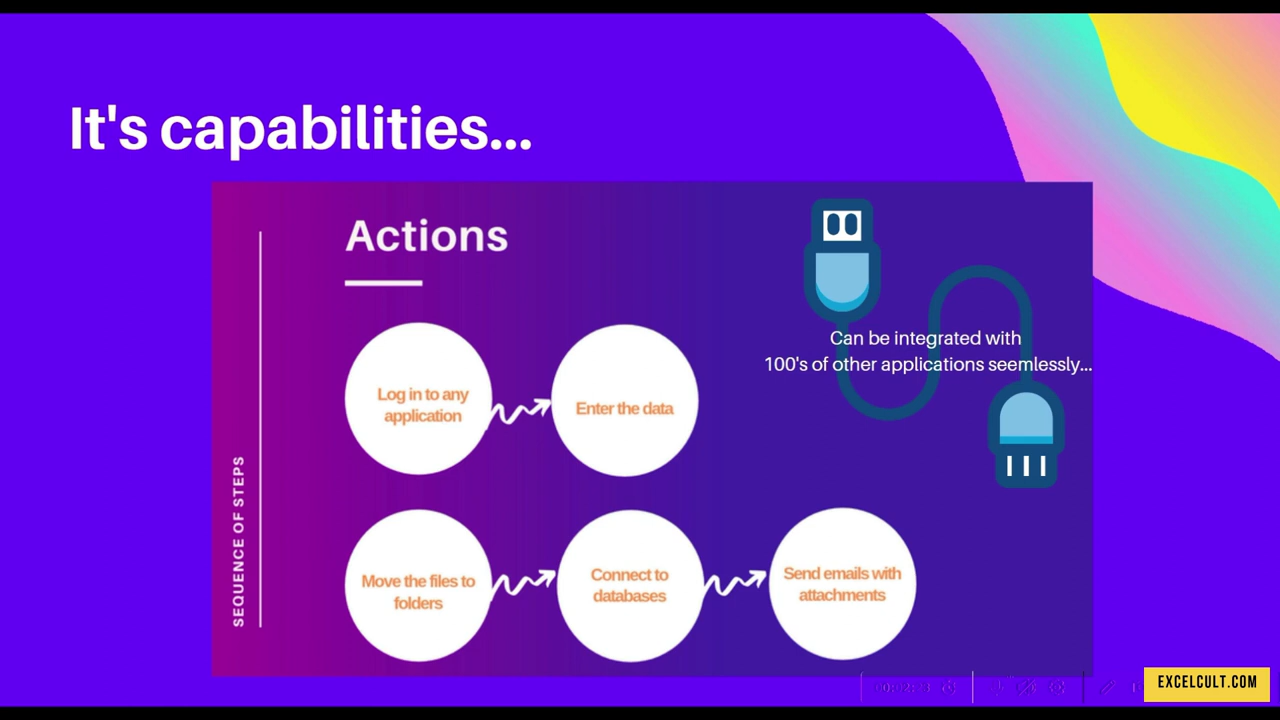 It's capabilities...
Actions
Can be integrated with
100's of other applications seemlessly...
Log in to any
application
Enter the data
SEQUENCE OF STEPS
Move the files to
folders
Connect to
databases
Send emails with
attachments
EXCELCULT.COM